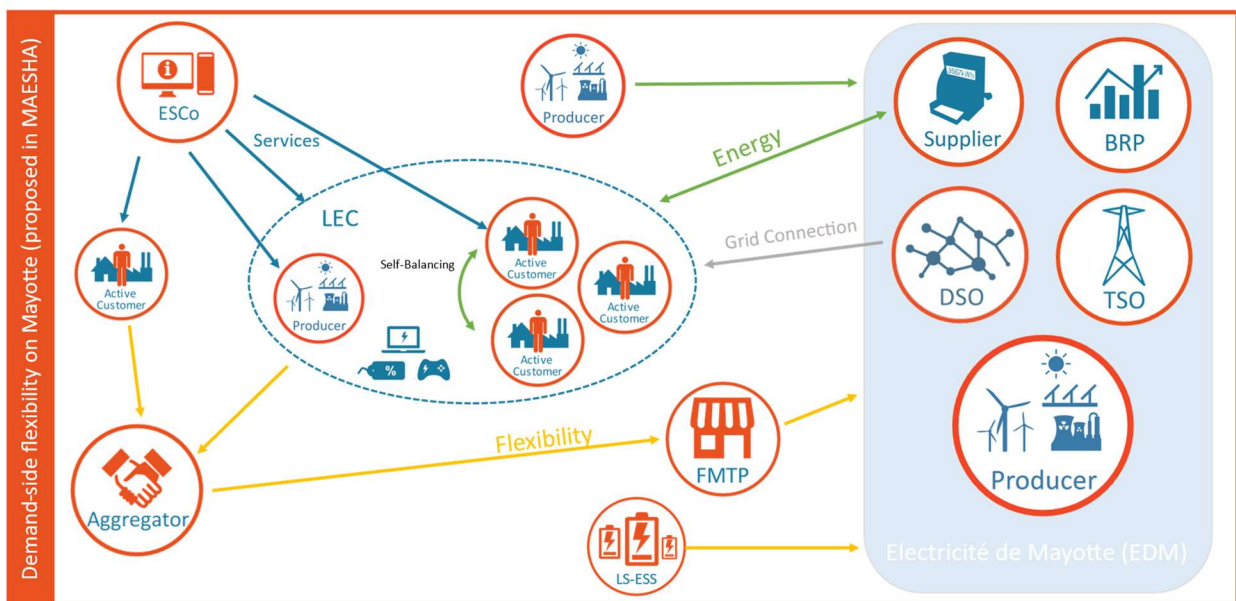 Demand-side flexibility on Mayotte (proposed in MAESHA)
ESCo
Services
Producer
Energy
3567k Wh
Supplier
BRP
LEC
Self-Balancing
Active
Customer
Active
Customer
Active
Customer
Active
Customer
Producer
%
Grid Connection
DSO
TSO
Flexibility
Aggregator
FMTP
LS-ESS
Producer
Electricité de Mayotte (EDM)